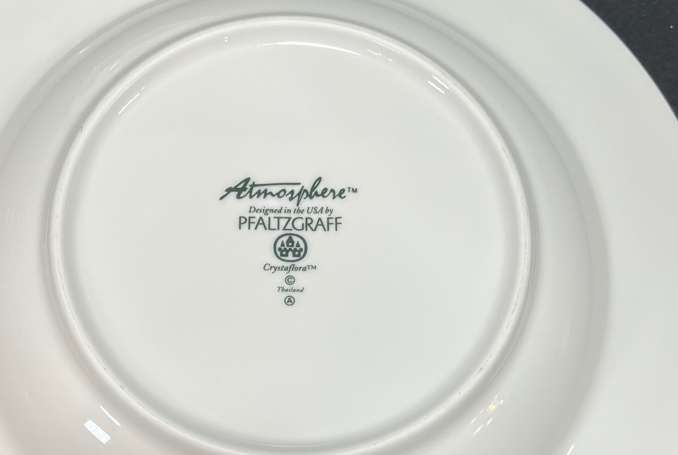 Atmosphere™
Designed in the USA by
PFALTZGRAFF
Crystaflora™
©
Thailand
Ⓐ